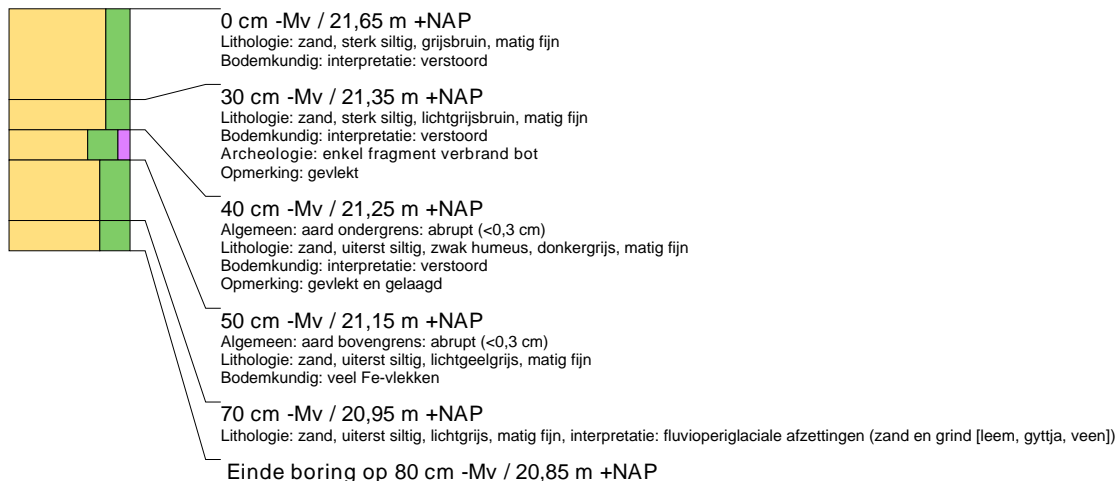 0 cm -Mv / 21,65 m +NAP
Lithologie: zand, sterk siltig, grijsbruin, matig fijn
Bodemkundig: interpretatie: verstoord
30 cm -Mv / 21,35 m +NAP
Lithologie: zand, sterk siltig, lichtgrijsbruin, matig fijn
Bodemkundig: interpretatie: verstoord
Archeologie: enkel fragment verbrand bot
Opmerking: gevlekt
40 cm -Mv / 21,25 m +NAP
Algemeen: aard ondergrens: abrupt (<0,3 cm)
Lithologie: zand, uiterst siltig, zwak humeus, donkergrijs, matig fijn
Bodemkundig: interpretatie: verstoord
Opmerking: gevlekt en gelaagd
50 cm -Mv / 21,15 m +NAP
Algemeen: aard bovengrens: abrupt (<0,3 cm)
Lithologie: zand, uiterst siltig, lichtgeelgrijs, matig fijn
Bodemkundig: veel Fe-vlekken
70 cm -Mv / 20,95 m +NAP
Lithologie: zand, uiterst siltig, lichtgrijs, matig fijn, interpretatie: fluvioperiglaciale afzettingen (zand en grind [leem, gyttja, veen])
Einde boring op 80 cm -Mv / 20,85 m +NAP